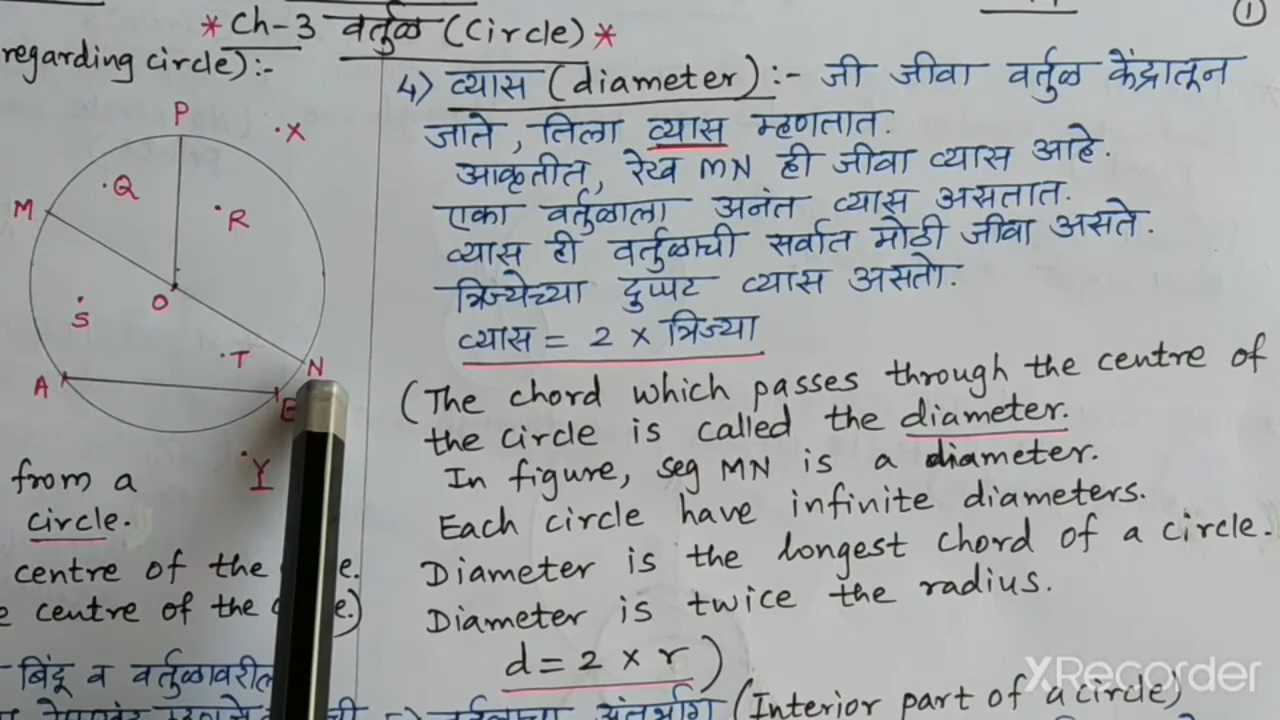 * Ch-3 वर्तुळ (Circle) *
①
regarding circle):-
P
X
Q
M
R
O
S
T
N
A
Y
from a
circle.
centre of the
centre of the
बिंदू व वर्तुळावरील
4) व्यास (diameter):- जी जीवा वर्तुळ केंद्रातून
जाते, तिला व्यास म्हणतात.
आकृतीत, रेख MN ही जीवा व्यास आहे.
एका वर्तुळाला अनंत व्यास असतात.
व्यास ही वर्तुळाची सर्वात मोठी जीवा असते.
त्रिज्येच्या दुप्पट व्यास असतो.
व्यास = 2 × त्रिज्या
(The chord which passes through the centre of
the circle is called the diameter.
In figure, seg MN is a diameter.
Each circle have infinite diameters.
Diameter is the longest chord of a circle.
Diameter is twice the radius.
d = 2 × r )
(Interior part of a circle)
XRecorder